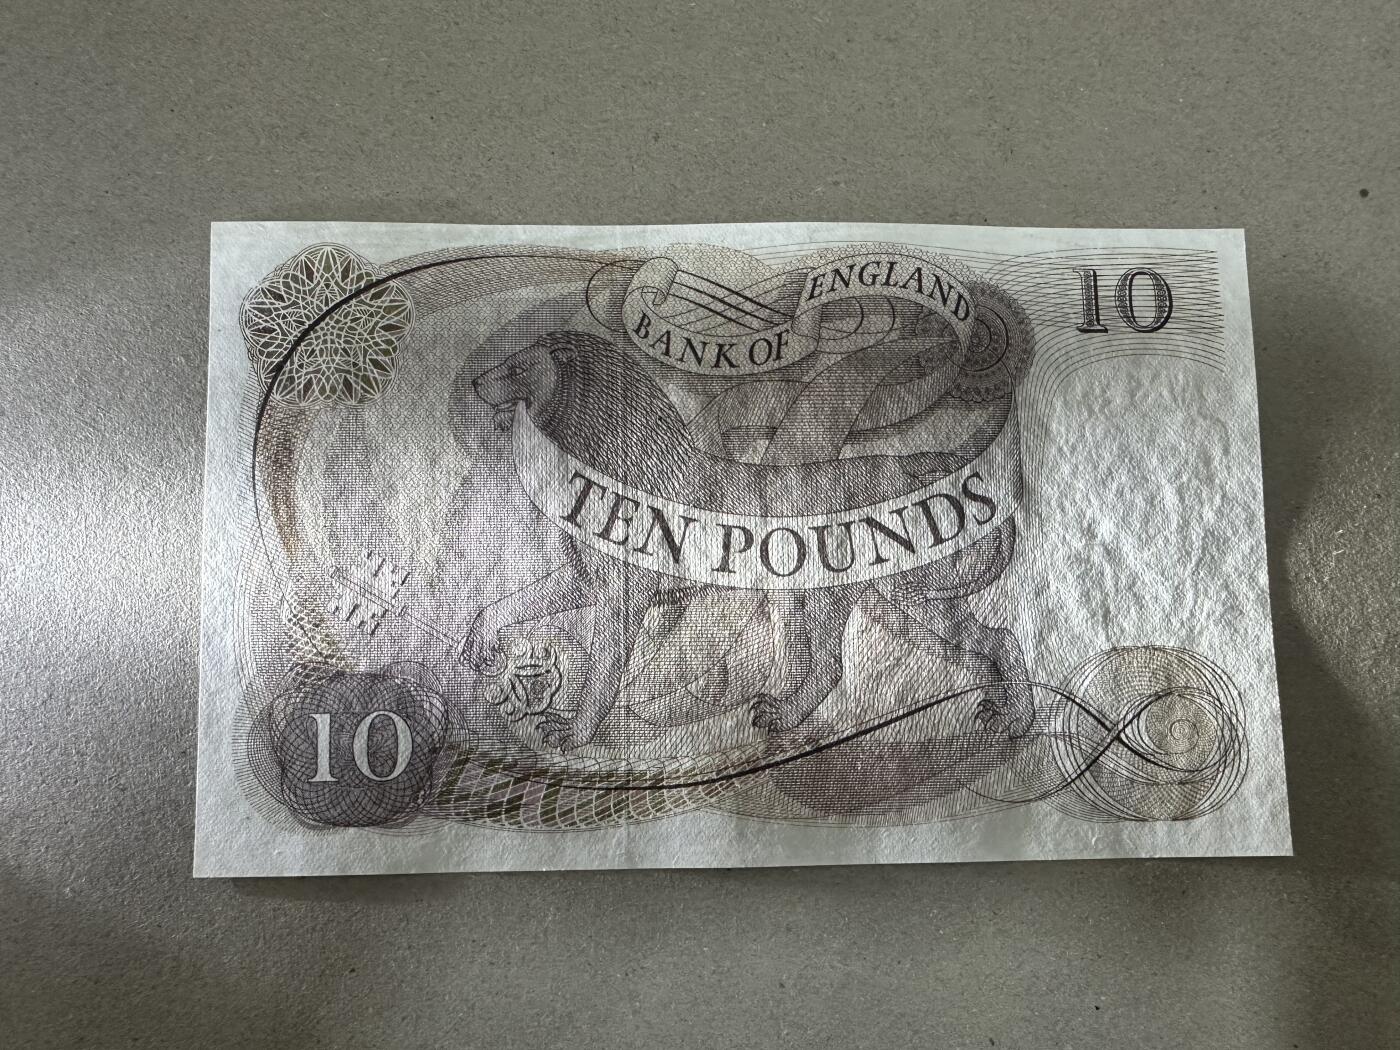 BANK OF ENGLAND
10
TEN POUNDS
10